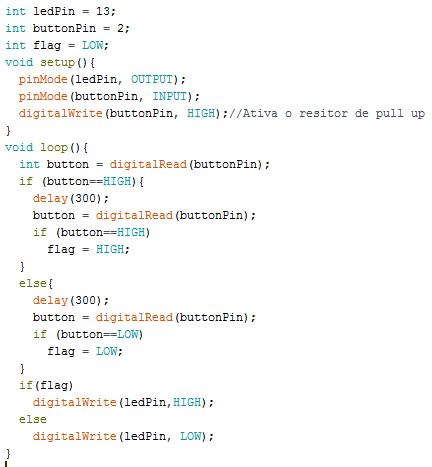 int ledPin = 13;
int buttonPin = 2;
int flag = LOW;
void setup(){
  pinMode(ledPin, OUTPUT);
  pinMode(buttonPin, INPUT);
  digitalWrite(buttonPin, HIGH);//Ativa o resitor de pull up
}
void loop(){
  int button = digitalRead(buttonPin);
  if (button==HIGH){
    delay(300);
    button = digitalRead(buttonPin);
    if (button==HIGH)
      flag = HIGH;
  }
  else{
    delay(300);
    button = digitalRead(buttonPin);
    if (button==LOW)
      flag = LOW;
  }
  if(flag)
    digitalWrite(ledPin,HIGH);
  else
    digitalWrite(ledPin, LOW);
}